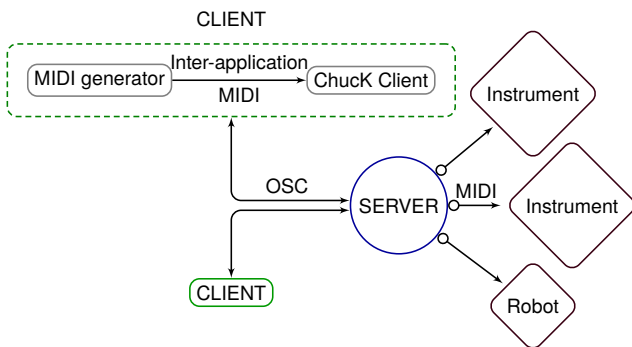 CLIENT
Inter-application
MIDI generator
ChucK Client
MIDI
Instrument
OSC
MIDI
SERVER
Instrument
CLIENT
Robot